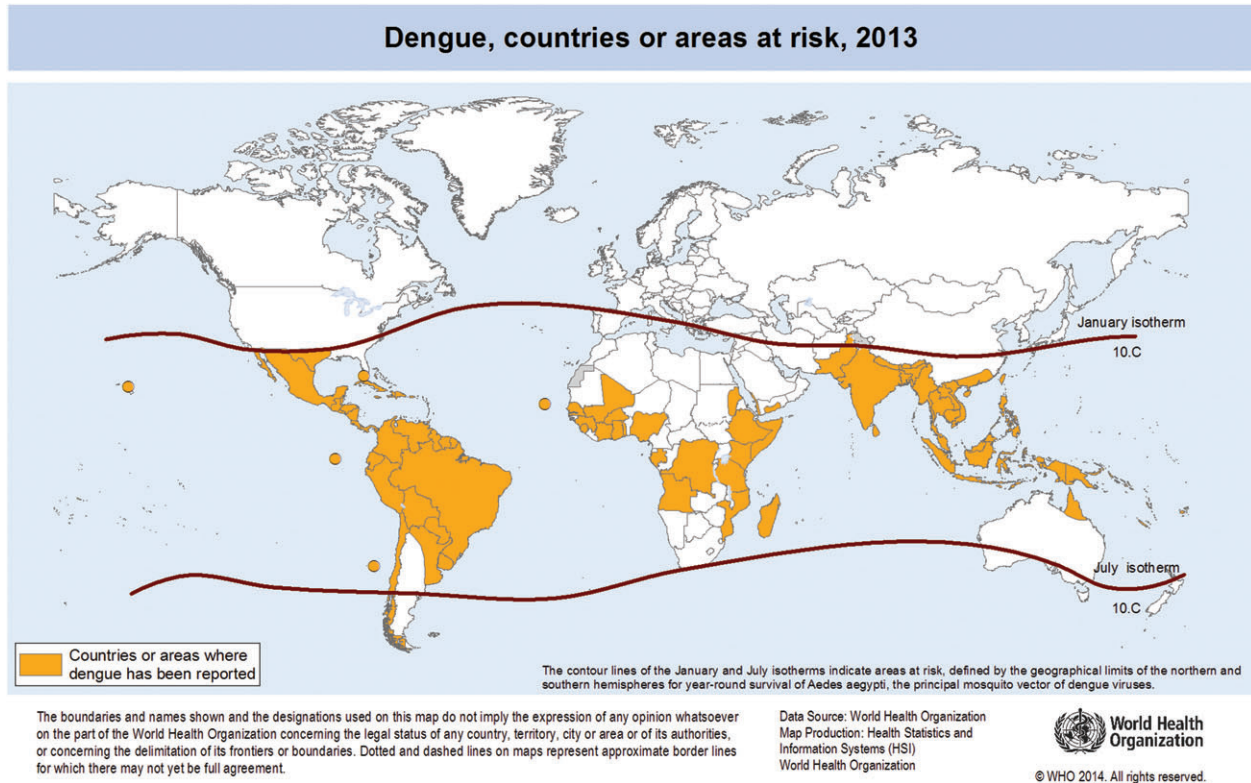 Dengue, countries or areas at risk, 2013
January isotherm
10.C
July isotherm
10.C
Countries or areas where
dengue has been reported
The contour lines of the January and July isotherms indicate areas at risk, defined by the geographical limits of the northern and
southern hemispheres for year-round survival of Aedes aegypti, the principal mosquito vector of dengue viruses.
The boundaries and names shown and the designations used on this map do not imply the expression of any opinion whatsoever
on the part of the World Health Organization concerning the legal status of any country, territory, city or area or of its authorities,
or concerning the delimitation of its frontiers or boundaries. Dotted and dashed lines on maps represent approximate border lines
for which there may not yet be full agreement.
Data Source: World Health Organization
Map Production: Health Statistics and
Information Systems (HSI)
World Health Organization
World Health
Organization
© WHO 2014. All rights reserved.